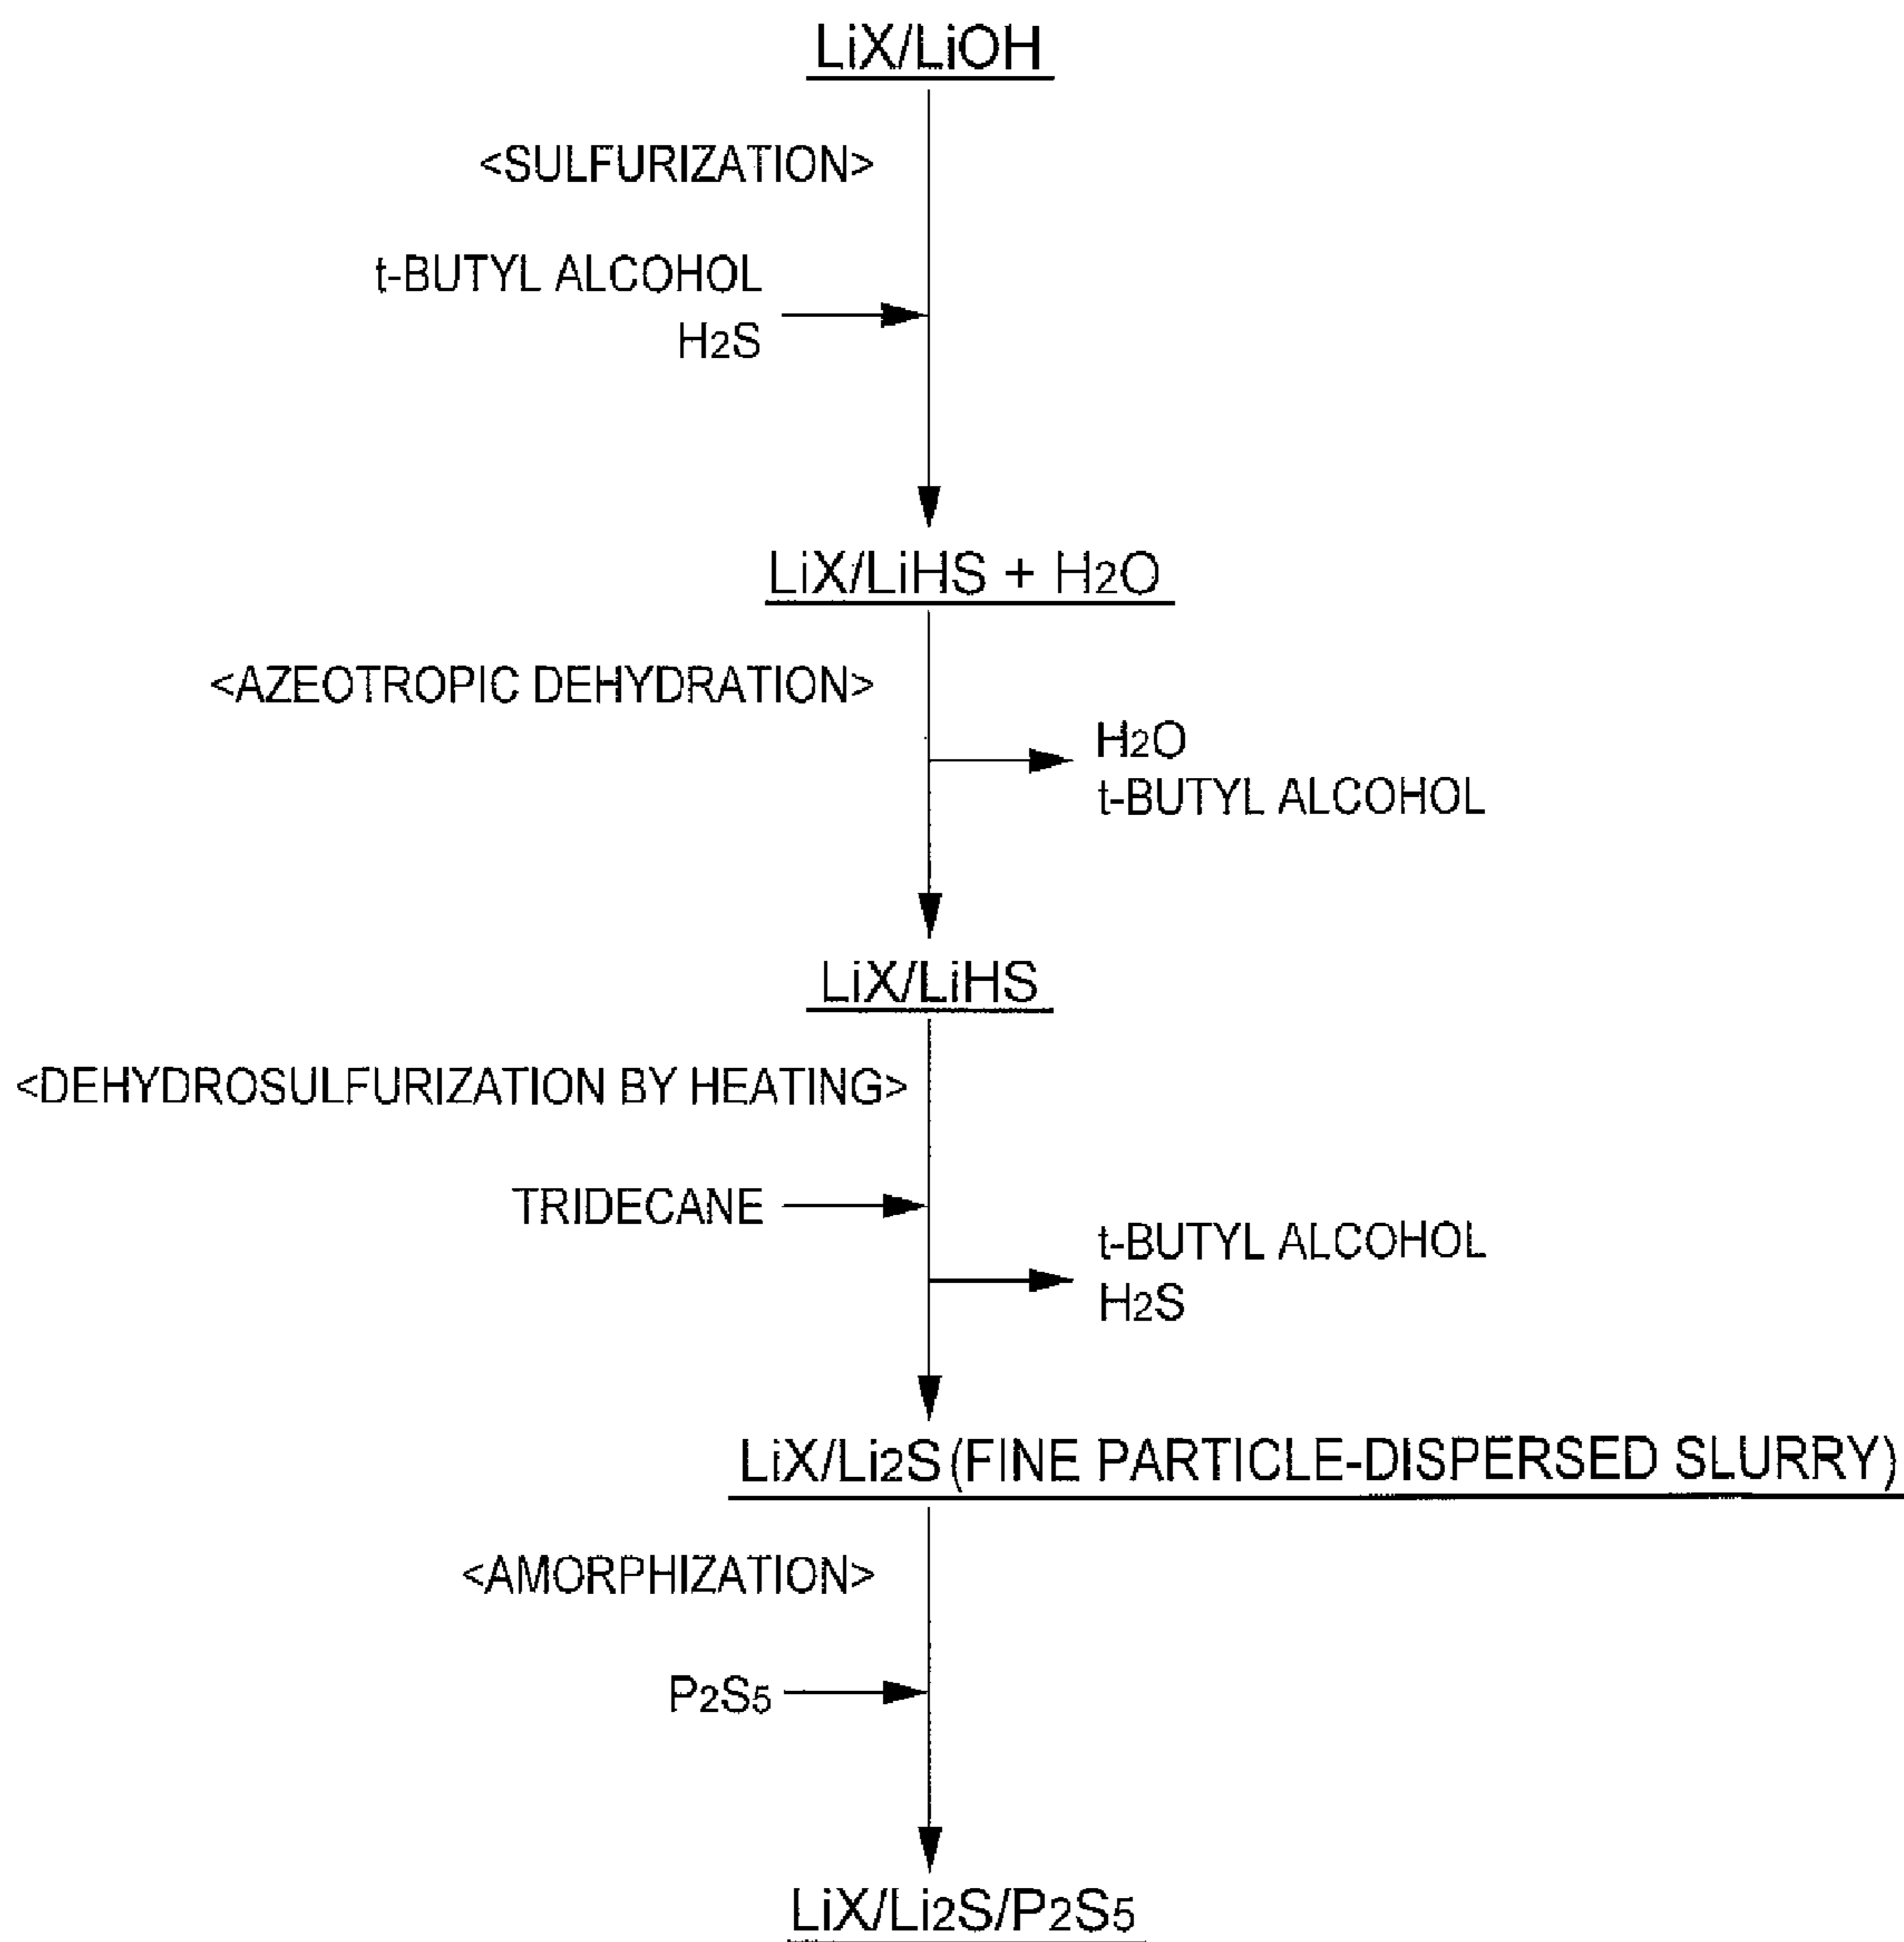 LiX/LiOH
<SULFURIZATION>
t-BUTYL ALCOHOL
H2S
LiX/LiHS + H2O
<AZEOTROPIC DEHYDRATION>
H2O
t-BUTYL ALCOHOL
LiX/LiHS
<DEHYDROSULFURIZATION BY HEATING>
TRIDECANE
t-BUTYL ALCOHOL
H2S
LiX/Li2S (FINE PARTICLE-DISPERSED SLURRY)
<AMORPHIZATION>
P2S5
LiX/Li2S/P2S5